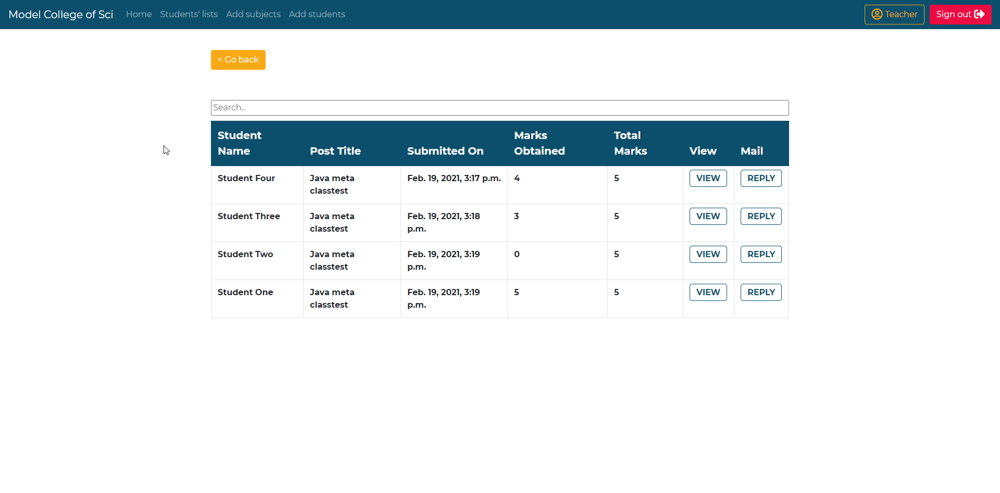 Model College of Sci Home Students' lists Add subjects Add students Teacher Sign out
< Go back
Search..
Student Name Post Title Submitted On Marks Obtained Total Marks View Mail
Student Four Java meta classtest Feb. 19, 2021, 3:17 p.m. 4 5 VIEW REPLY
Student Three Java meta classtest Feb. 19, 2021, 3:18 p.m. 3 5 VIEW REPLY
Student Two Java meta classtest Feb. 19, 2021, 3:19 p.m. 0 5 VIEW REPLY
Student One Java meta classtest Feb. 19, 2021, 3:19 p.m. 5 5 VIEW REPLY